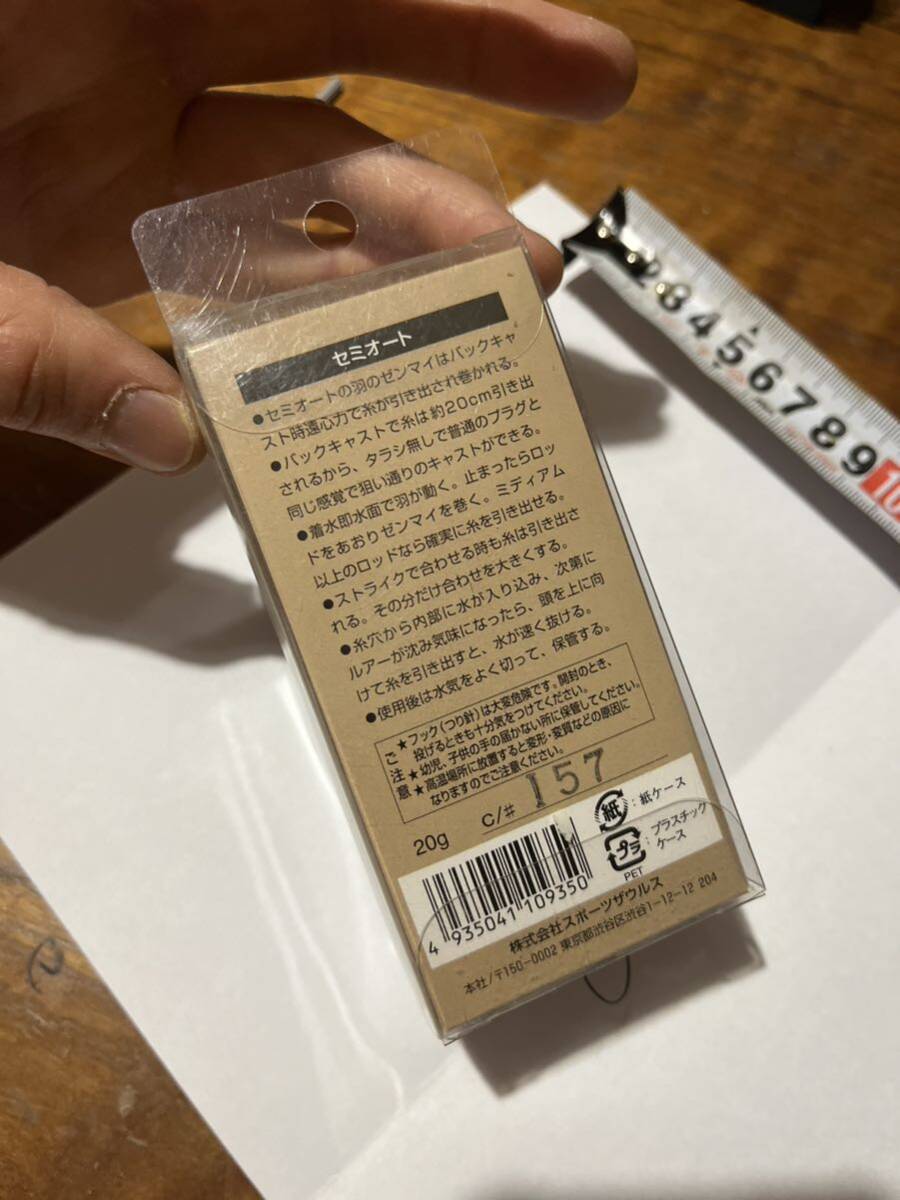 セミオート
●セミオートの羽のゼンマイはバックキャ
スト時遠心力で糸が引き出され巻かれる。
●バックキャストで糸は約20cm引き出
されるから、タラシ無しで普通のプラグと
同じ感覚で狙い通りのキャストができる。
●着水即水面で羽が動く。止まったらロッ
ドをあおりゼンマイを巻く。ミディアム
以上のロッドなら確実に糸を引き出せる。
●ストライクで合わせる時も糸は引き出さ
れる。その分だけ合わせを大きくする。
●糸穴から内部に水が入り込み、次第に
ルアーが沈み気味になったら、頭を上に向
けて糸を引き出すと、水が速く抜ける。
●使用後は水気をよく切って、保管する。
ご注意
★フック(つり針)は大変危険です。開封のとき、
投げるときも十分気をつけてください。
★幼児、子供の手の届かない所に保管してください。
★高温場所に放置すると変形・変質などの原因に
なりますのでご注意ください。
20g c/# 157
紙 : 紙ケース
プラ : プラスチック
ケース
PET
4 935041 109350
株式会社スポーツザウルス
本社/〒150-0002 東京都渋谷区渋谷1-12-12 204
2 3 4 5 6 7 8 9 10